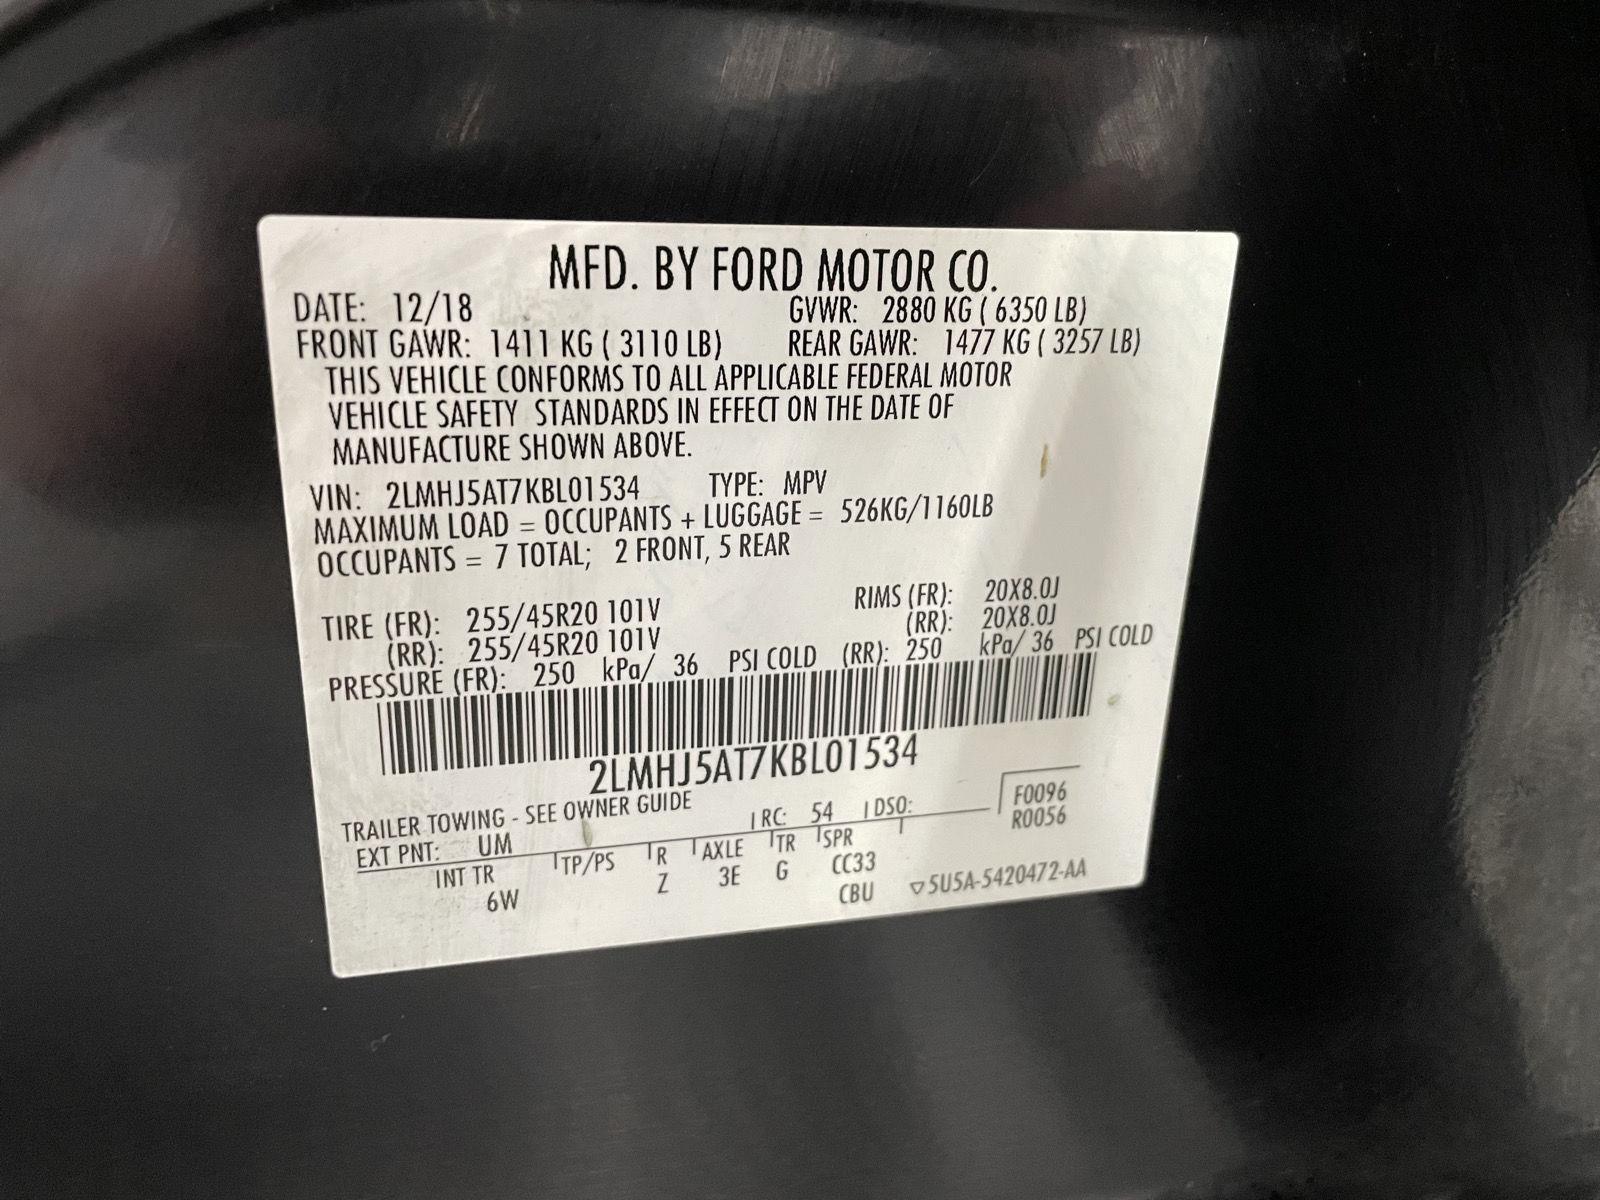 MFD. BY FORD MOTOR CO.
DATE: 12/18 GVWR: 2880 KG ( 6350 LB)
FRONT GAWR: 1411 KG ( 3110 LB) REAR GAWR: 1477 KG ( 3257 LB)
THIS VEHICLE CONFORMS TO ALL APPLICABLE FEDERAL MOTOR
VEHICLE SAFETY STANDARDS IN EFFECT ON THE DATE OF
MANUFACTURE SHOWN ABOVE.
VIN: 2LMHJ5AT7KBL01534 TYPE: MPV
MAXIMUM LOAD = OCCUPANTS + LUGGAGE = 526KG/1160LB
OCCUPANTS = 7 TOTAL; 2 FRONT, 5 REAR
TIRE (FR): 255/45R20 101V RIMS (FR): 20X8.0J
(RR): 255/45R20 101V (RR): 20X8.0J
PRESSURE (FR): 250 kPa/ 36 PSI COLD (RR): 250 kPa/ 36 PSI COLD
2LMHJ5AT7KBL01534
TRAILER TOWING - SEE OWNER GUIDE
EXT PNT: UM RC: 54 DSO: F0096
R0056
INT TR TP/PS R AXLE TR SPR
6W Z 3E G CC33
CBU ▽5U5A-5420472-AA